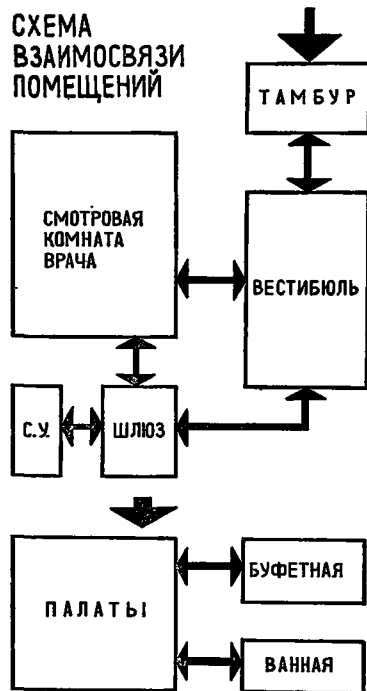 СХЕМА
ВЗАИМОСВЯЗИ
ПОМЕЩЕНИЙ
ТАМБУР
СМОТРОВАЯ
КОМНАТА
ВРАЧА
ВЕСТИБЮЛЬ
С.У.
ШЛЮЗ
ПАЛАТЫ
БУФЕТНАЯ
ВАННАЯ